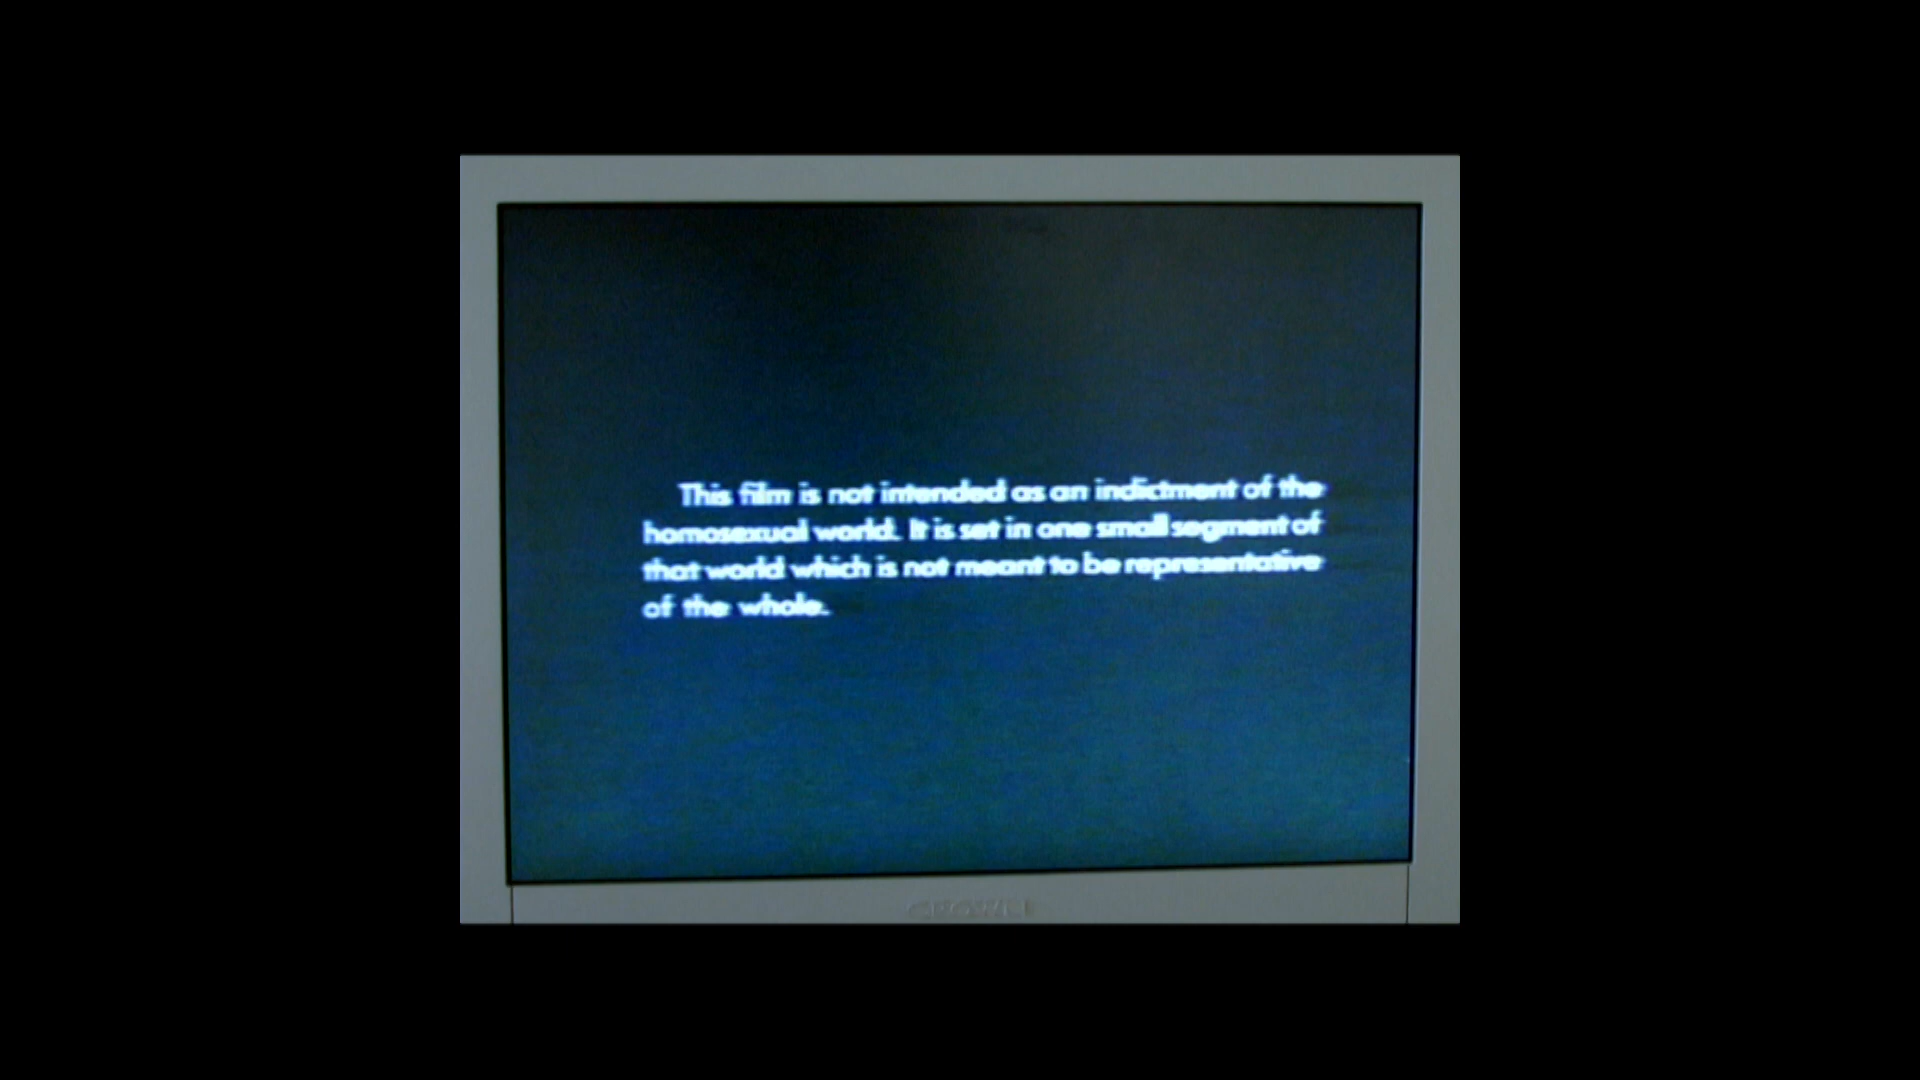 This film is not intended as an indictment of the
homosexual world. It is set in one small segment of
that world which is not meant to be representative
of the whole.